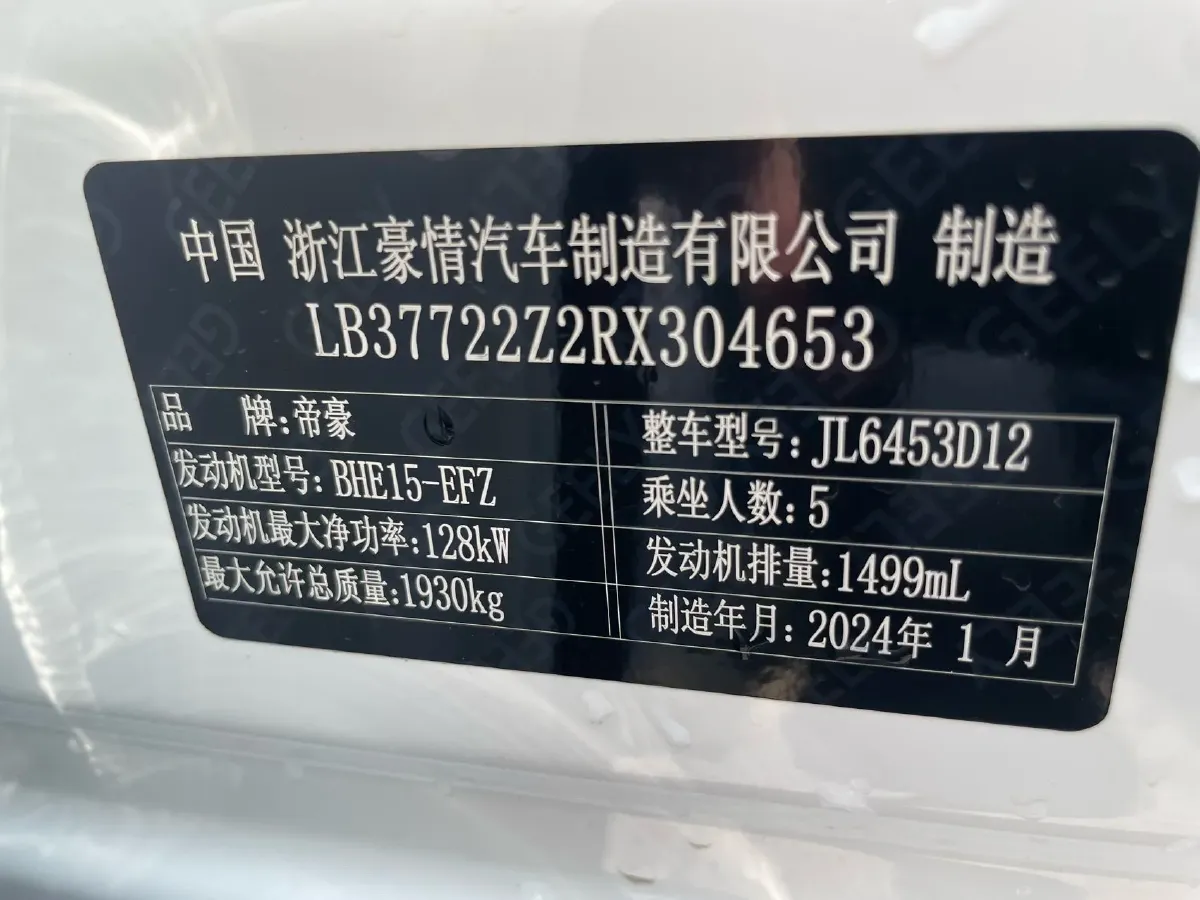 中国 浙江豪情汽车制造有限公司 制造
LB37722Z2RX304653
品 牌:帝豪
整车型号:JL6453D12
发动机型号:BHE15-EFZ
乘坐人数:5
发动机最大净功率:128kW
发动机排量:1499mL
最大允许总质量:1930kg
制造年月:2024年 1 月
GEELY